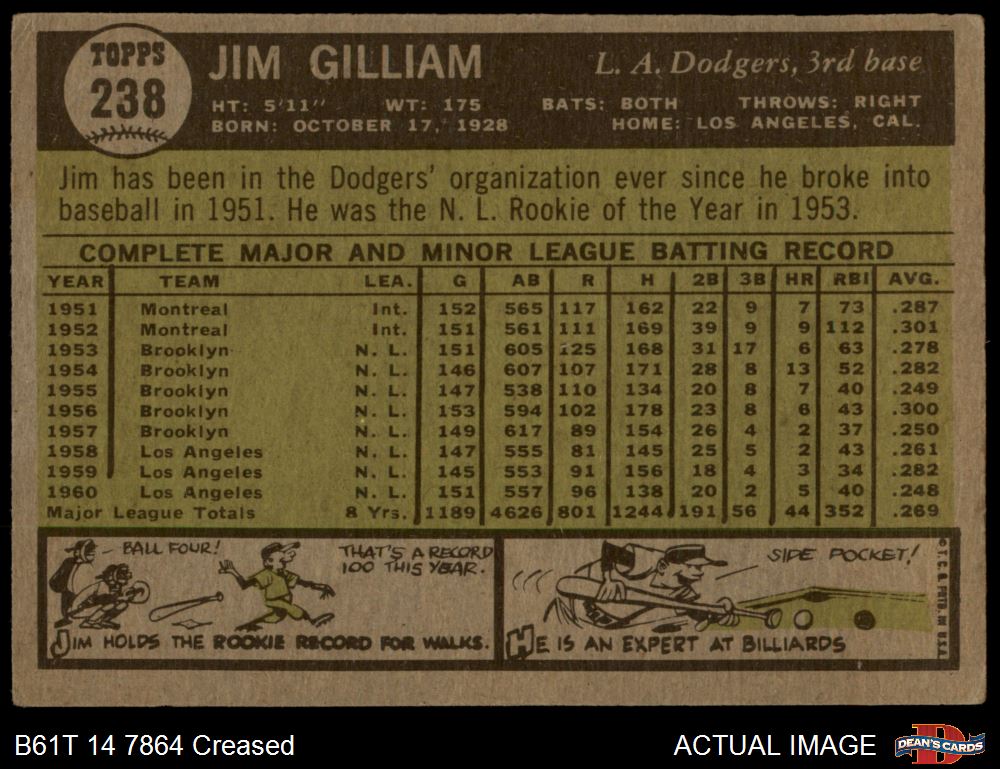 TOPPS
238
JIM GILLIAM
L. A. Dodgers, 3rd base
HT: 5'11" WT: 175 BATS: BOTH THROWS: RIGHT
BORN: OCTOBER 17, 1928 HOME: LOS ANGELES, CAL.
Jim has been in the Dodgers' organization ever since he broke into
baseball in 1951. He was the N. L. Rookie of the Year in 1953.
COMPLETE MAJOR AND MINOR LEAGUE BATTING RECORD
YEAR TEAM LEA. G AB R H 2B 3B HR RBI AVG.
1951 Montreal Int. 152 565 117 162 22 9 7 73 .287
1952 Montreal Int. 151 561 111 169 39 9 9 112 .301
1953 Brooklyn N. L. 151 605 125 168 31 17 6 63 .278
1954 Brooklyn N. L. 146 607 107 171 28 8 13 52 .282
1955 Brooklyn N. L. 147 538 110 134 20 8 7 40 .249
1956 Brooklyn N. L. 153 594 102 178 23 8 6 43 .300
1957 Brooklyn N. L. 149 617 89 154 26 4 2 37 .250
1958 Los Angeles N. L. 147 555 81 145 25 5 2 43 .261
1959 Los Angeles N. L. 145 553 91 156 18 4 3 34 .282
1960 Los Angeles N. L. 151 557 96 138 20 2 5 40 .248
Major League Totals 8 Yrs. 1189 4626 801 1244 191 56 44 352 .269
BALL FOUR!
THAT'S A RECORD
100 THIS YEAR.
JIM HOLDS THE ROOKIE RECORD FOR WALKS.
SIDE POCKET!
HE IS AN EXPERT AT BILLIARDS
© T. C. G. PRTD. IN U.S.A.
B61T 14 7864 Creased
ACTUAL IMAGE
DEAN'S CARDS